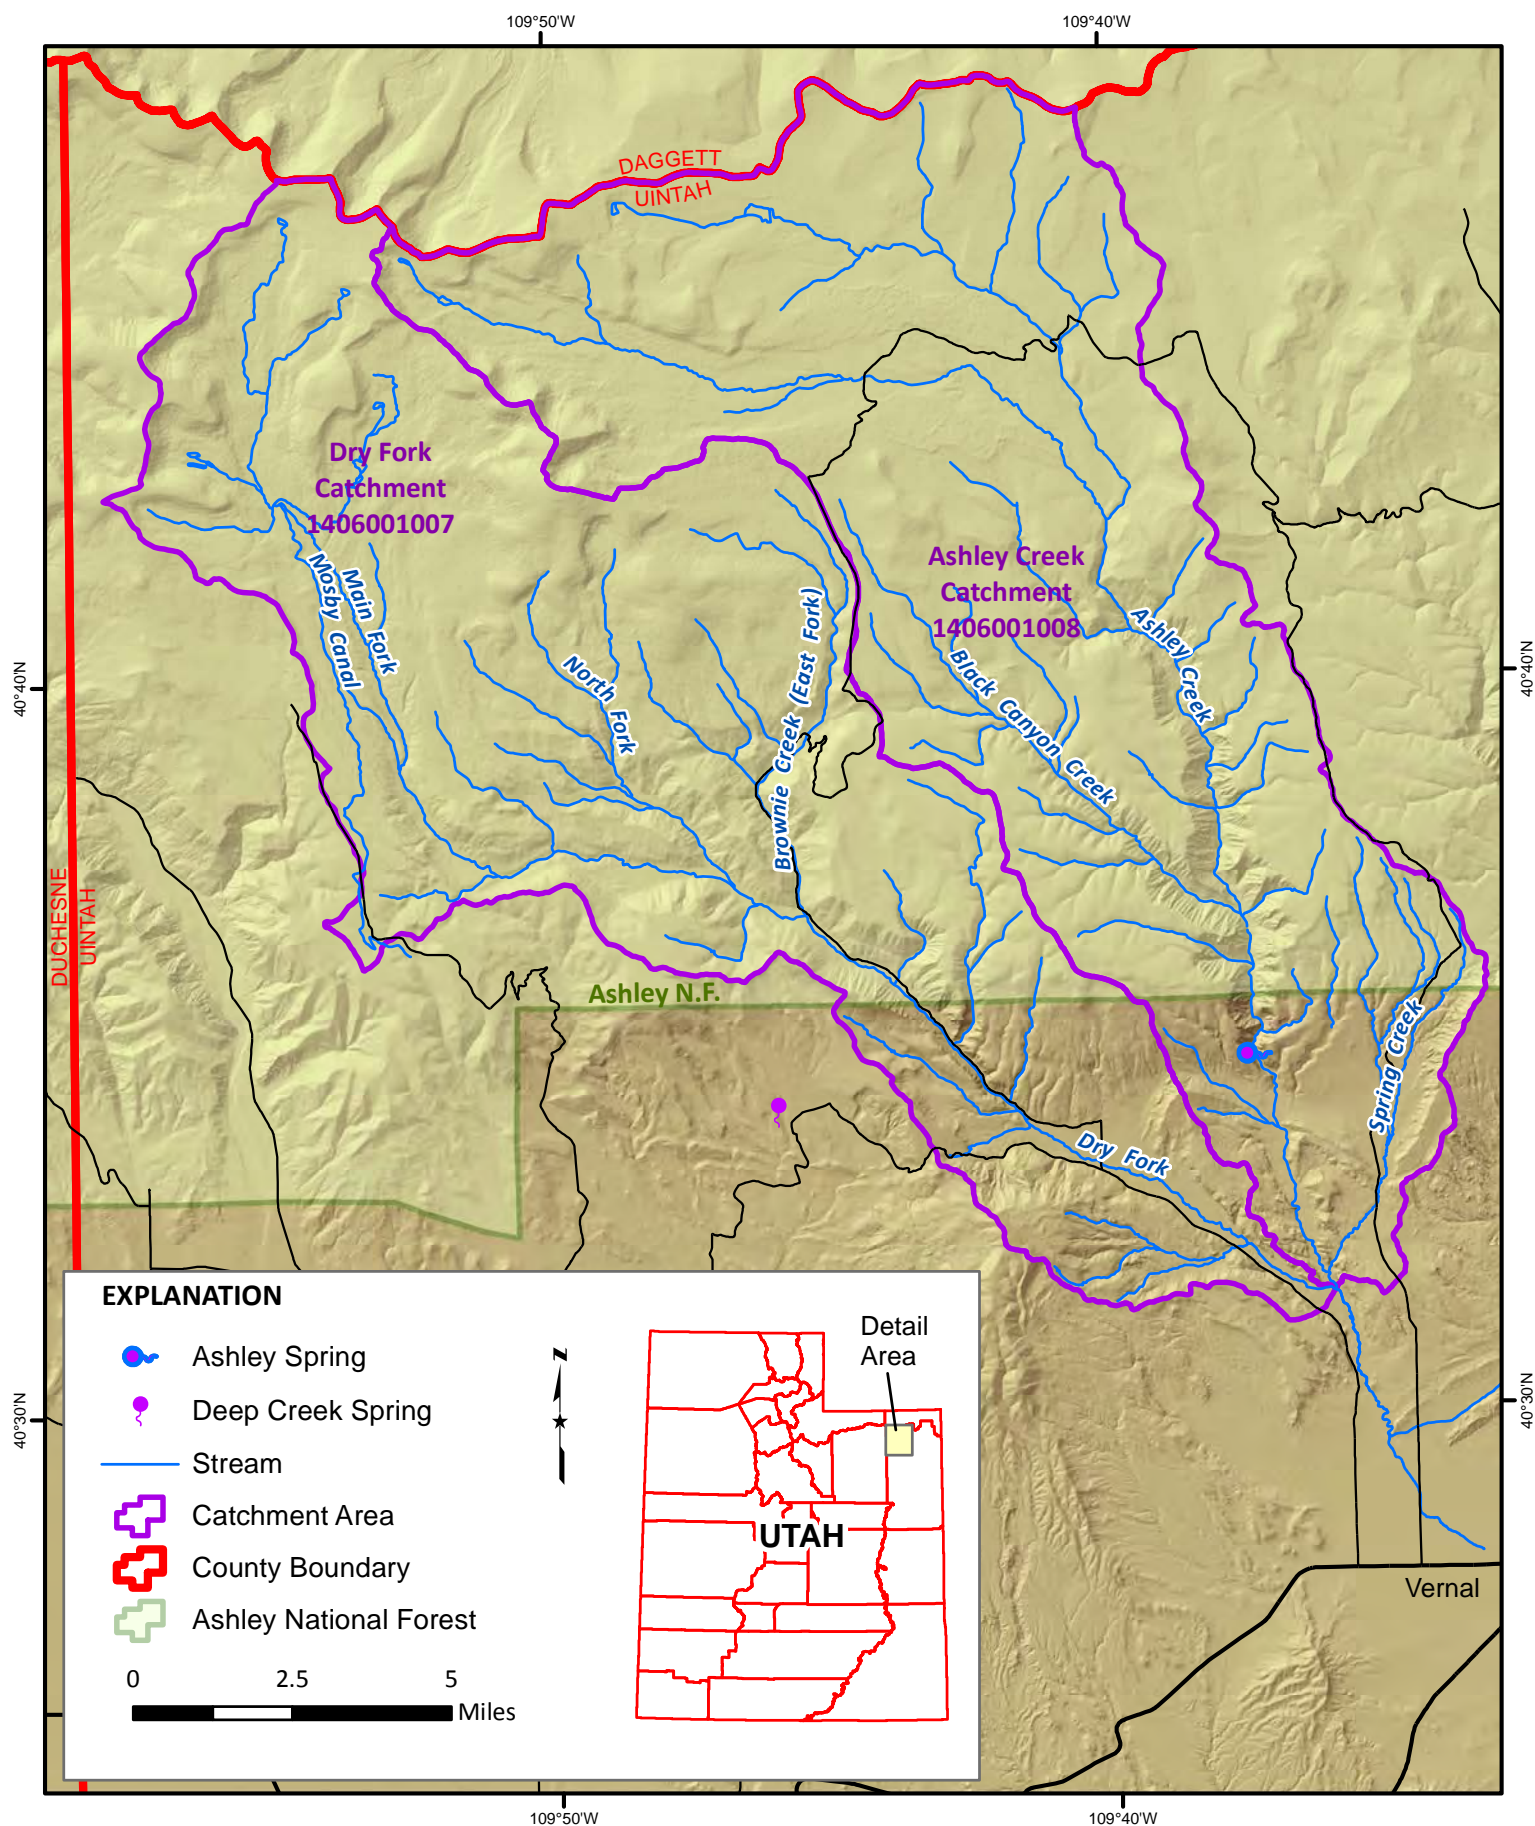 109°50'W
109°40'W
DAGGETT
UINTAH
Dry Fork
Catchment
1406001007
Ashley Creek
Catchment
1406001008
Mosby Canal
Main Fork
North Fork
Brownie Creek (East Fork)
Black Canyon Creek
Ashley Creek
40°40'N
40°40'N
DUCHESNE
UINTAH
Ashley N.F.
Spring Creek
Dry Fork
EXPLANATION
Ashley Spring
Deep Creek Spring
Stream
Catchment Area
County Boundary
Ashley National Forest
0 2.5 5
Miles
N
Detail
Area
UTAH
40°30'N
40°30'N
Vernal
109°50'W
109°40'W